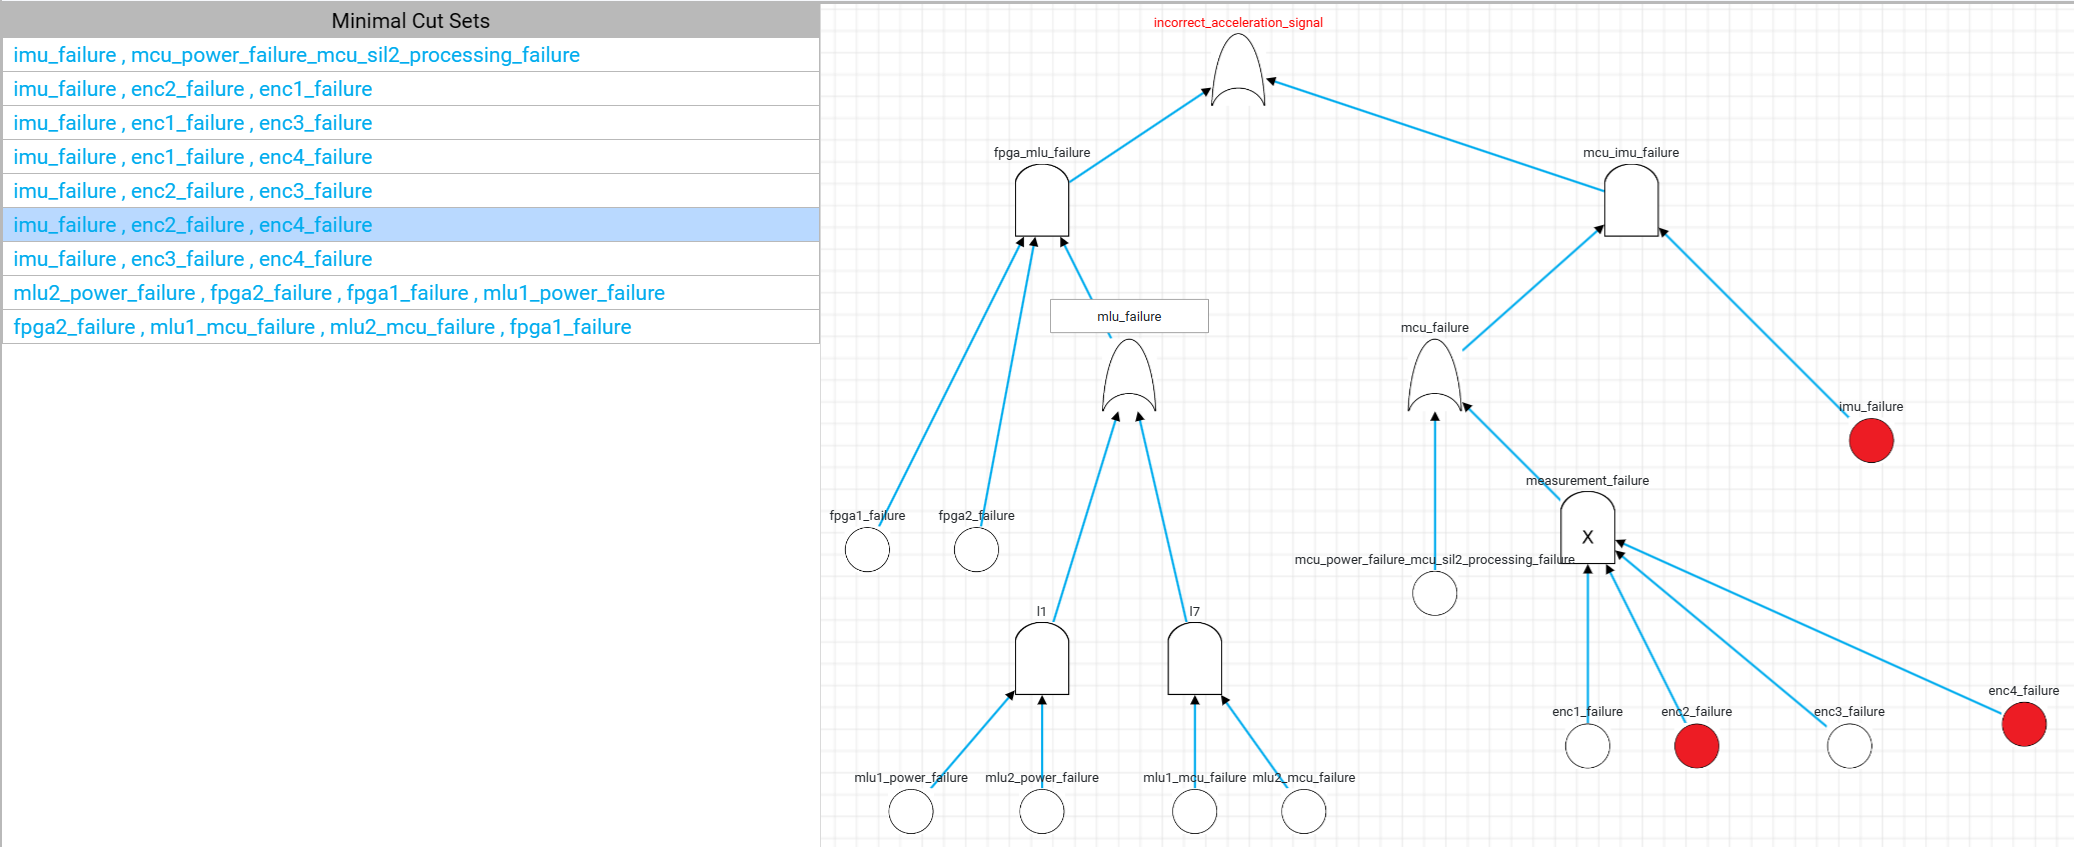 Minimal Cut Sets
imu_failure , mcu_power_failure_mcu_sil2_processing_failure
imu_failure , enc2_failure , enc1_failure
imu_failure , enc1_failure , enc3_failure
imu_failure , enc1_failure , enc4_failure
imu_failure , enc2_failure , enc3_failure
imu_failure , enc2_failure , enc4_failure
imu_failure , enc3_failure , enc4_failure
mlu2_power_failure , fpga2_failure , fpga1_failure , mlu1_power_failure
fpga2_failure , mlu1_mcu_failure , mlu2_mcu_failure , fpga1_failure
incorrect_acceleration_signal
fpga_mlu_failure
mcu_imu_failure
mlu_failure
mcu_failure
imu_failure
measurement_failure
X
fpga1_failure
fpga2_failure
mcu_power_failure_mcu_sil2_processing_failure
l1
l7
enc1_failure
enc2_failure
enc3_failure
enc4_failure
mlu1_power_failure
mlu2_power_failure
mlu1_mcu_failure
mlu2_mcu_failure